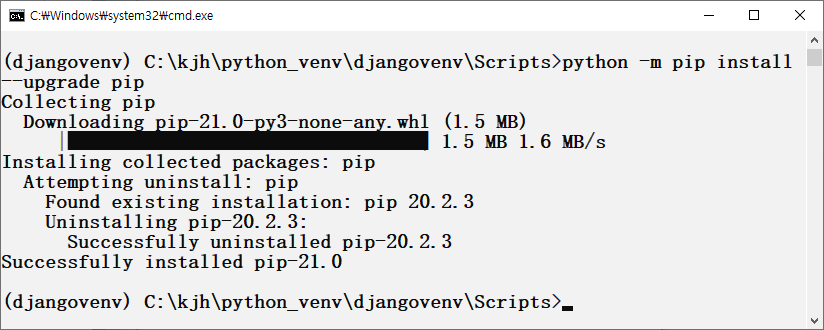 C:₩Windows₩system32₩cmd.exe
(djangovenv) C:\kjh\python_venv\djangovenv\Scripts>python -m pip install
--upgrade pip
Collecting pip
  Downloading pip-21.0-py3-none-any.whl (1.5 MB)
     |████████████████████████████████| 1.5 MB 1.6 MB/s
Installing collected packages: pip
  Attempting uninstall: pip
    Found existing installation: pip 20.2.3
    Uninstalling pip-20.2.3:
      Successfully uninstalled pip-20.2.3
Successfully installed pip-21.0
(djangovenv) C:\kjh\python_venv\djangovenv\Scripts>